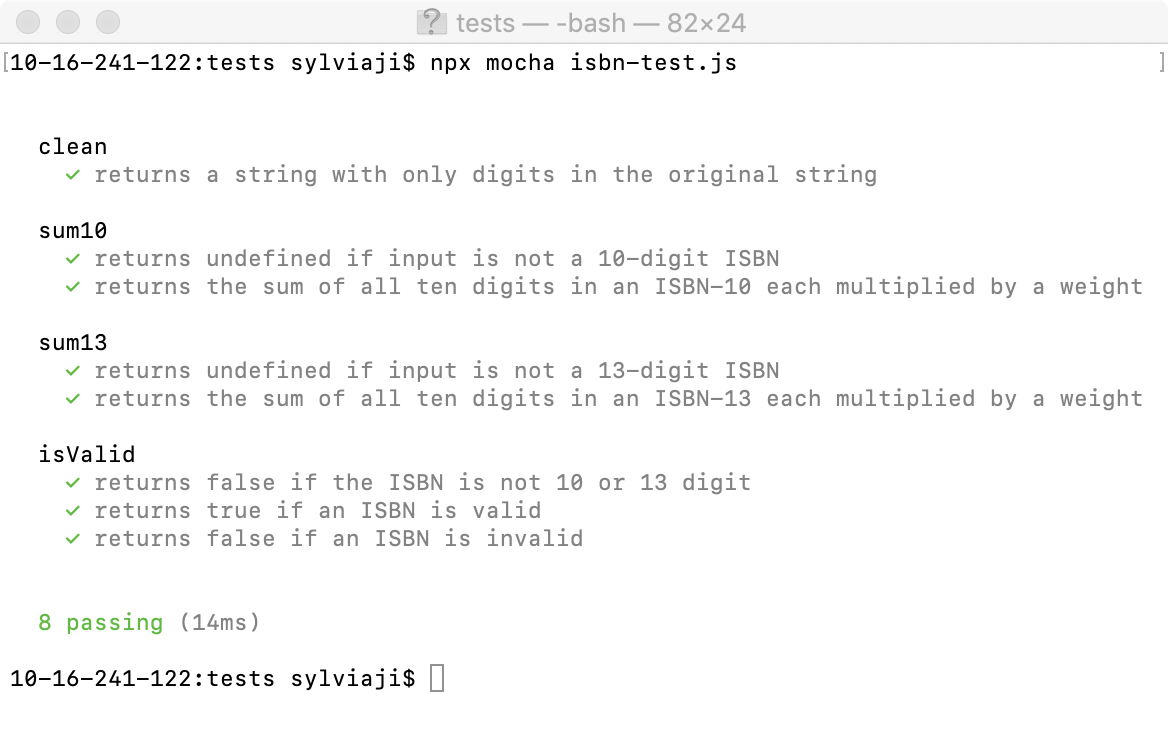 tests — -bash — 82×24
[10-16-241-122:tests sylviaji$ npx mocha isbn-test.js ]
clean
✓ returns a string with only digits in the original string
sum10
✓ returns undefined if input is not a 10-digit ISBN
✓ returns the sum of all ten digits in an ISBN-10 each multiplied by a weight
sum13
✓ returns undefined if input is not a 13-digit ISBN
✓ returns the sum of all ten digits in an ISBN-13 each multiplied by a weight
isValid
✓ returns false if the ISBN is not 10 or 13 digit
✓ returns true if an ISBN is valid
✓ returns false if an ISBN is invalid
8 passing (14ms)
10-16-241-122:tests sylviaji$